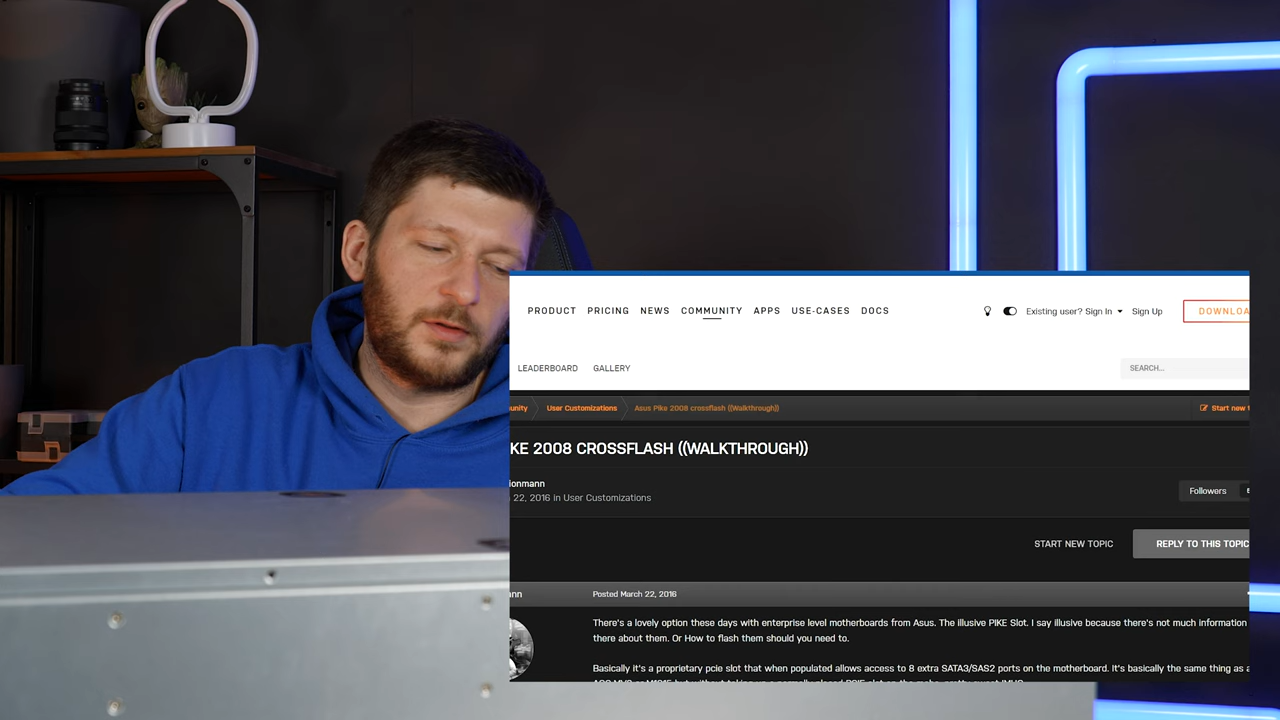 PRODUCT PRICING NEWS COMMUNITY APPS USE-CASES DOCS
Existing user? Sign In Sign Up
LEADERBOARD GALLERY
SEARCH...
User Customizations
Asus Pike 2008 crossflash ((Walkthrough))
Start new
2008 CROSSFLASH ((WALKTHROUGH))
22, 2016 in User Customizations
Followers
START NEW TOPIC
REPLY TO THIS TOPIC
Posted March 22, 2016
There's a lovely option these days with enterprise level motherboards from Asus. The illusive PIKE Slot. I say illusive because there's not much information
there about them. Or How to flash them should you need to.
Basically it's a proprietary pcie slot that when populated allows access to 8 extra SATA3/SAS2 ports on the motherboard. It's basically the same thing as